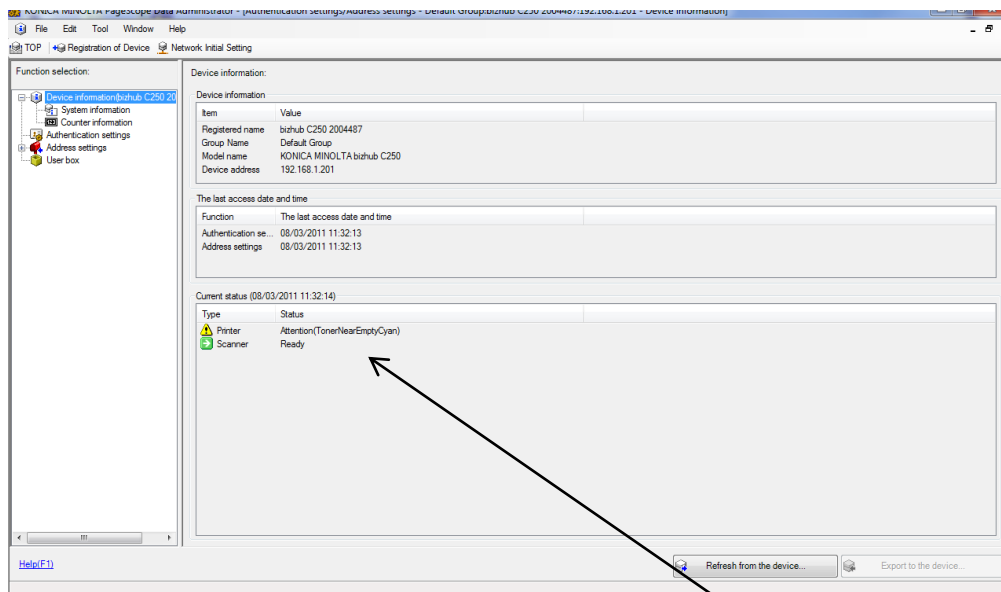 KONICA MINOLTA PageScope Data Administrator - [Authentication settings/Address settings - Default Group:bizhub C250 2004487:192.168.1.201 - Device information]
File Edit Tool Window Help
TOP Registration of Device Network Initial Setting
Function selection:
Device information(bizhub C250 20
System information
Counter information
Authentication settings
Address settings
User box
Device information:
Device information
Item Value
Registered name bizhub C250 2004487
Group Name Default Group
Model name KONICA MINOLTA bizhub C250
Device address 192.168.1.201
The last access date and time
Function The last access date and time
Authentication se... 08/03/2011 11:32:13
Address settings 08/03/2011 11:32:13
Current status (08/03/2011 11:32:14)
Type Status
Printer Attention(TonerNearEmptyCyan)
Scanner Ready
Help(F1)
Refresh from the device... Export to the device...